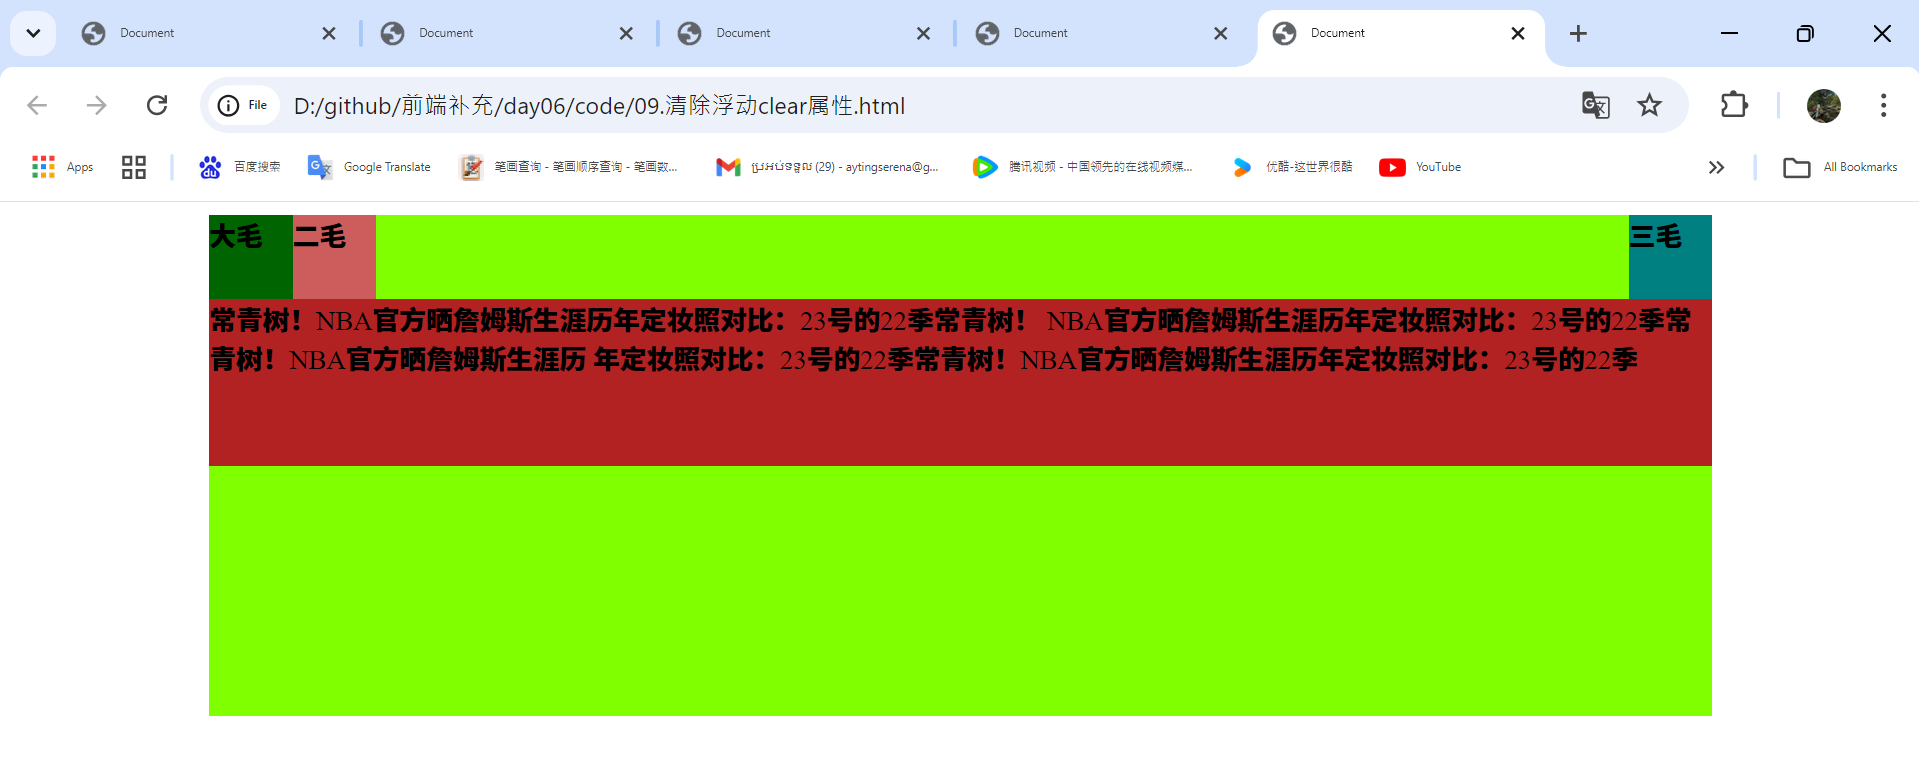 Document
Document
Document
Document
Document
File
D:/github/前端补充/day06/code/09.清除浮动clear属性.html
Apps
百度搜索
Google Translate
笔画查询 - 笔画顺序查询 - 笔画数...
ប្រអប់ទទួល (29) - aytingserena@g...
腾讯视频 - 中国领先的在线视频媒...
优酷-这世界很酷
YouTube
All Bookmarks
大毛
二毛
三毛
常青树！NBA官方晒詹姆斯生涯历年定妆照对比：23号的22季常青树！ NBA官方晒詹姆斯生涯历年定妆照对比：23号的22季常
青树！NBA官方晒詹姆斯生涯历 年定妆照对比：23号的22季常青树！NBA官方晒詹姆斯生涯历年定妆照对比：23号的22季